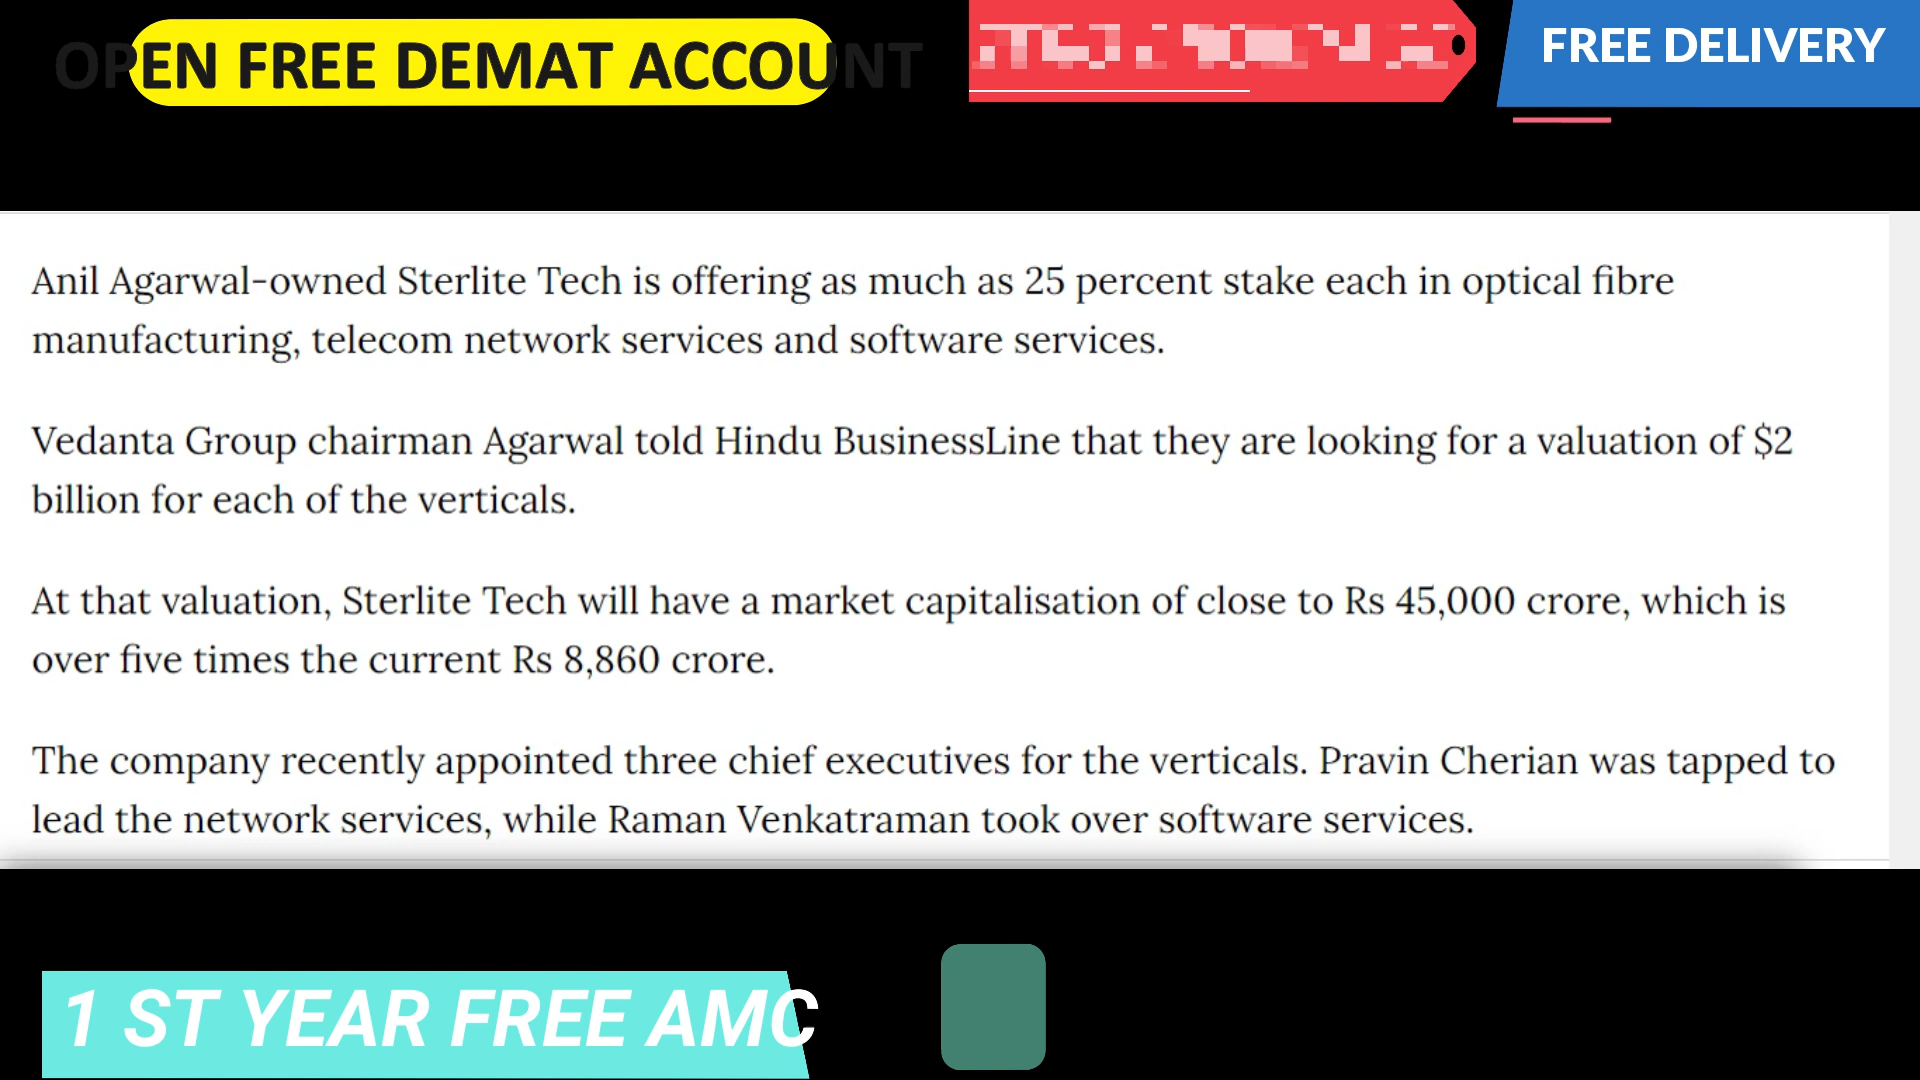 OPEN FREE DEMAT ACCOUNT
FREE DELIVERY
Anil Agarwal-owned Sterlite Tech is offering as much as 25 percent stake each in optical fibre
manufacturing, telecom network services and software services.
Vedanta Group chairman Agarwal told Hindu BusinessLine that they are looking for a valuation of $2
billion for each of the verticals.
At that valuation, Sterlite Tech will have a market capitalisation of close to Rs 45,000 crore, which is
over five times the current Rs 8,860 crore.
The company recently appointed three chief executives for the verticals. Pravin Cherian was tapped to
lead the network services, while Raman Venkatraman took over software services.
1 ST YEAR FREE AMC